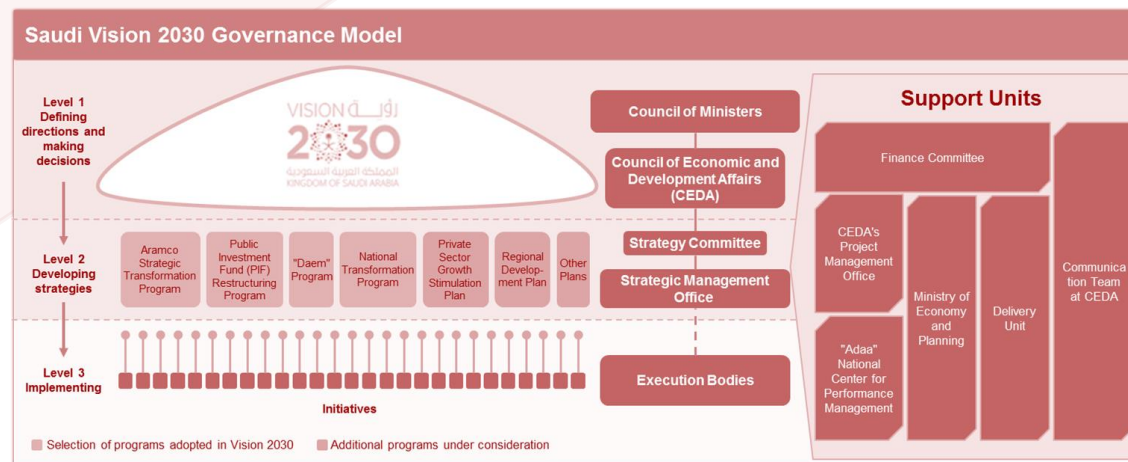 Saudi Vision 2030 Governance Model
Level 1
Defining
directions and
making
decisions
VISION رؤيـــة
2030
المملكة العربية السعودية
KINGDOM OF SAUDI ARABIA
Council of Ministers
Council of Economic and
Development Affairs
(CEDA)
Level 2
Developing
strategies
Aramco
Strategic
Transformation
Program
Public
Investment
Fund (PIF)
Restructuring
Program
"Daem"
Program
National
Transformation
Program
Private
Sector
Growth
Stimulation
Plan
Regional
Develop-
ment Plan
Other
Plans
Strategy Committee
Strategic Management
Office
Level 3
Implementing
Initiatives
Execution Bodies
Selection of programs adopted in Vision 2030
Additional programs under consideration
Support Units
Finance Committee
CEDA's
Project
Management
Office
"Adaa"
National
Center for
Performance
Management
Ministry of
Economy
and
Planning
Delivery
Unit
Communica
tion Team
at CEDA